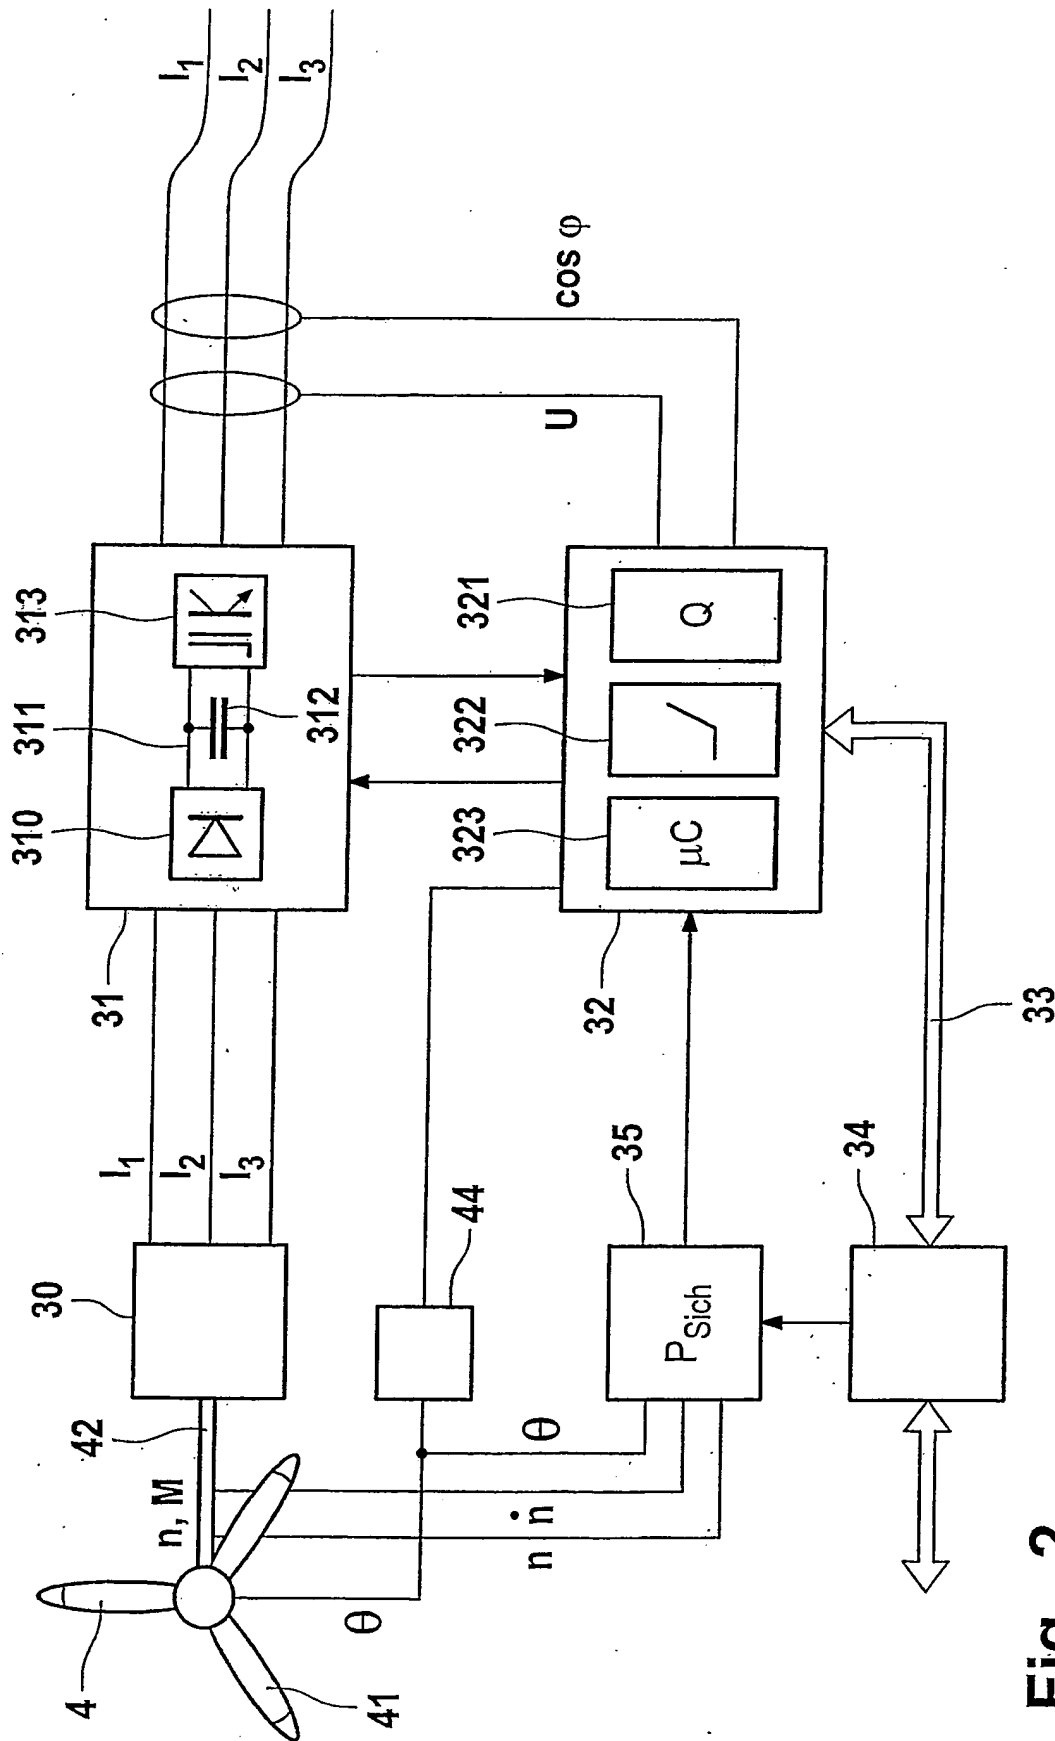 310
311
313
30
4
42
31
I₁
n, M
I₁
I₂
I₂
I₃
I₃
312
θ
41
44
323
322
321
θ
ṅ
n
U
cos φ
32
35
P_Sich
µC
Q
34
33
Fig. 2